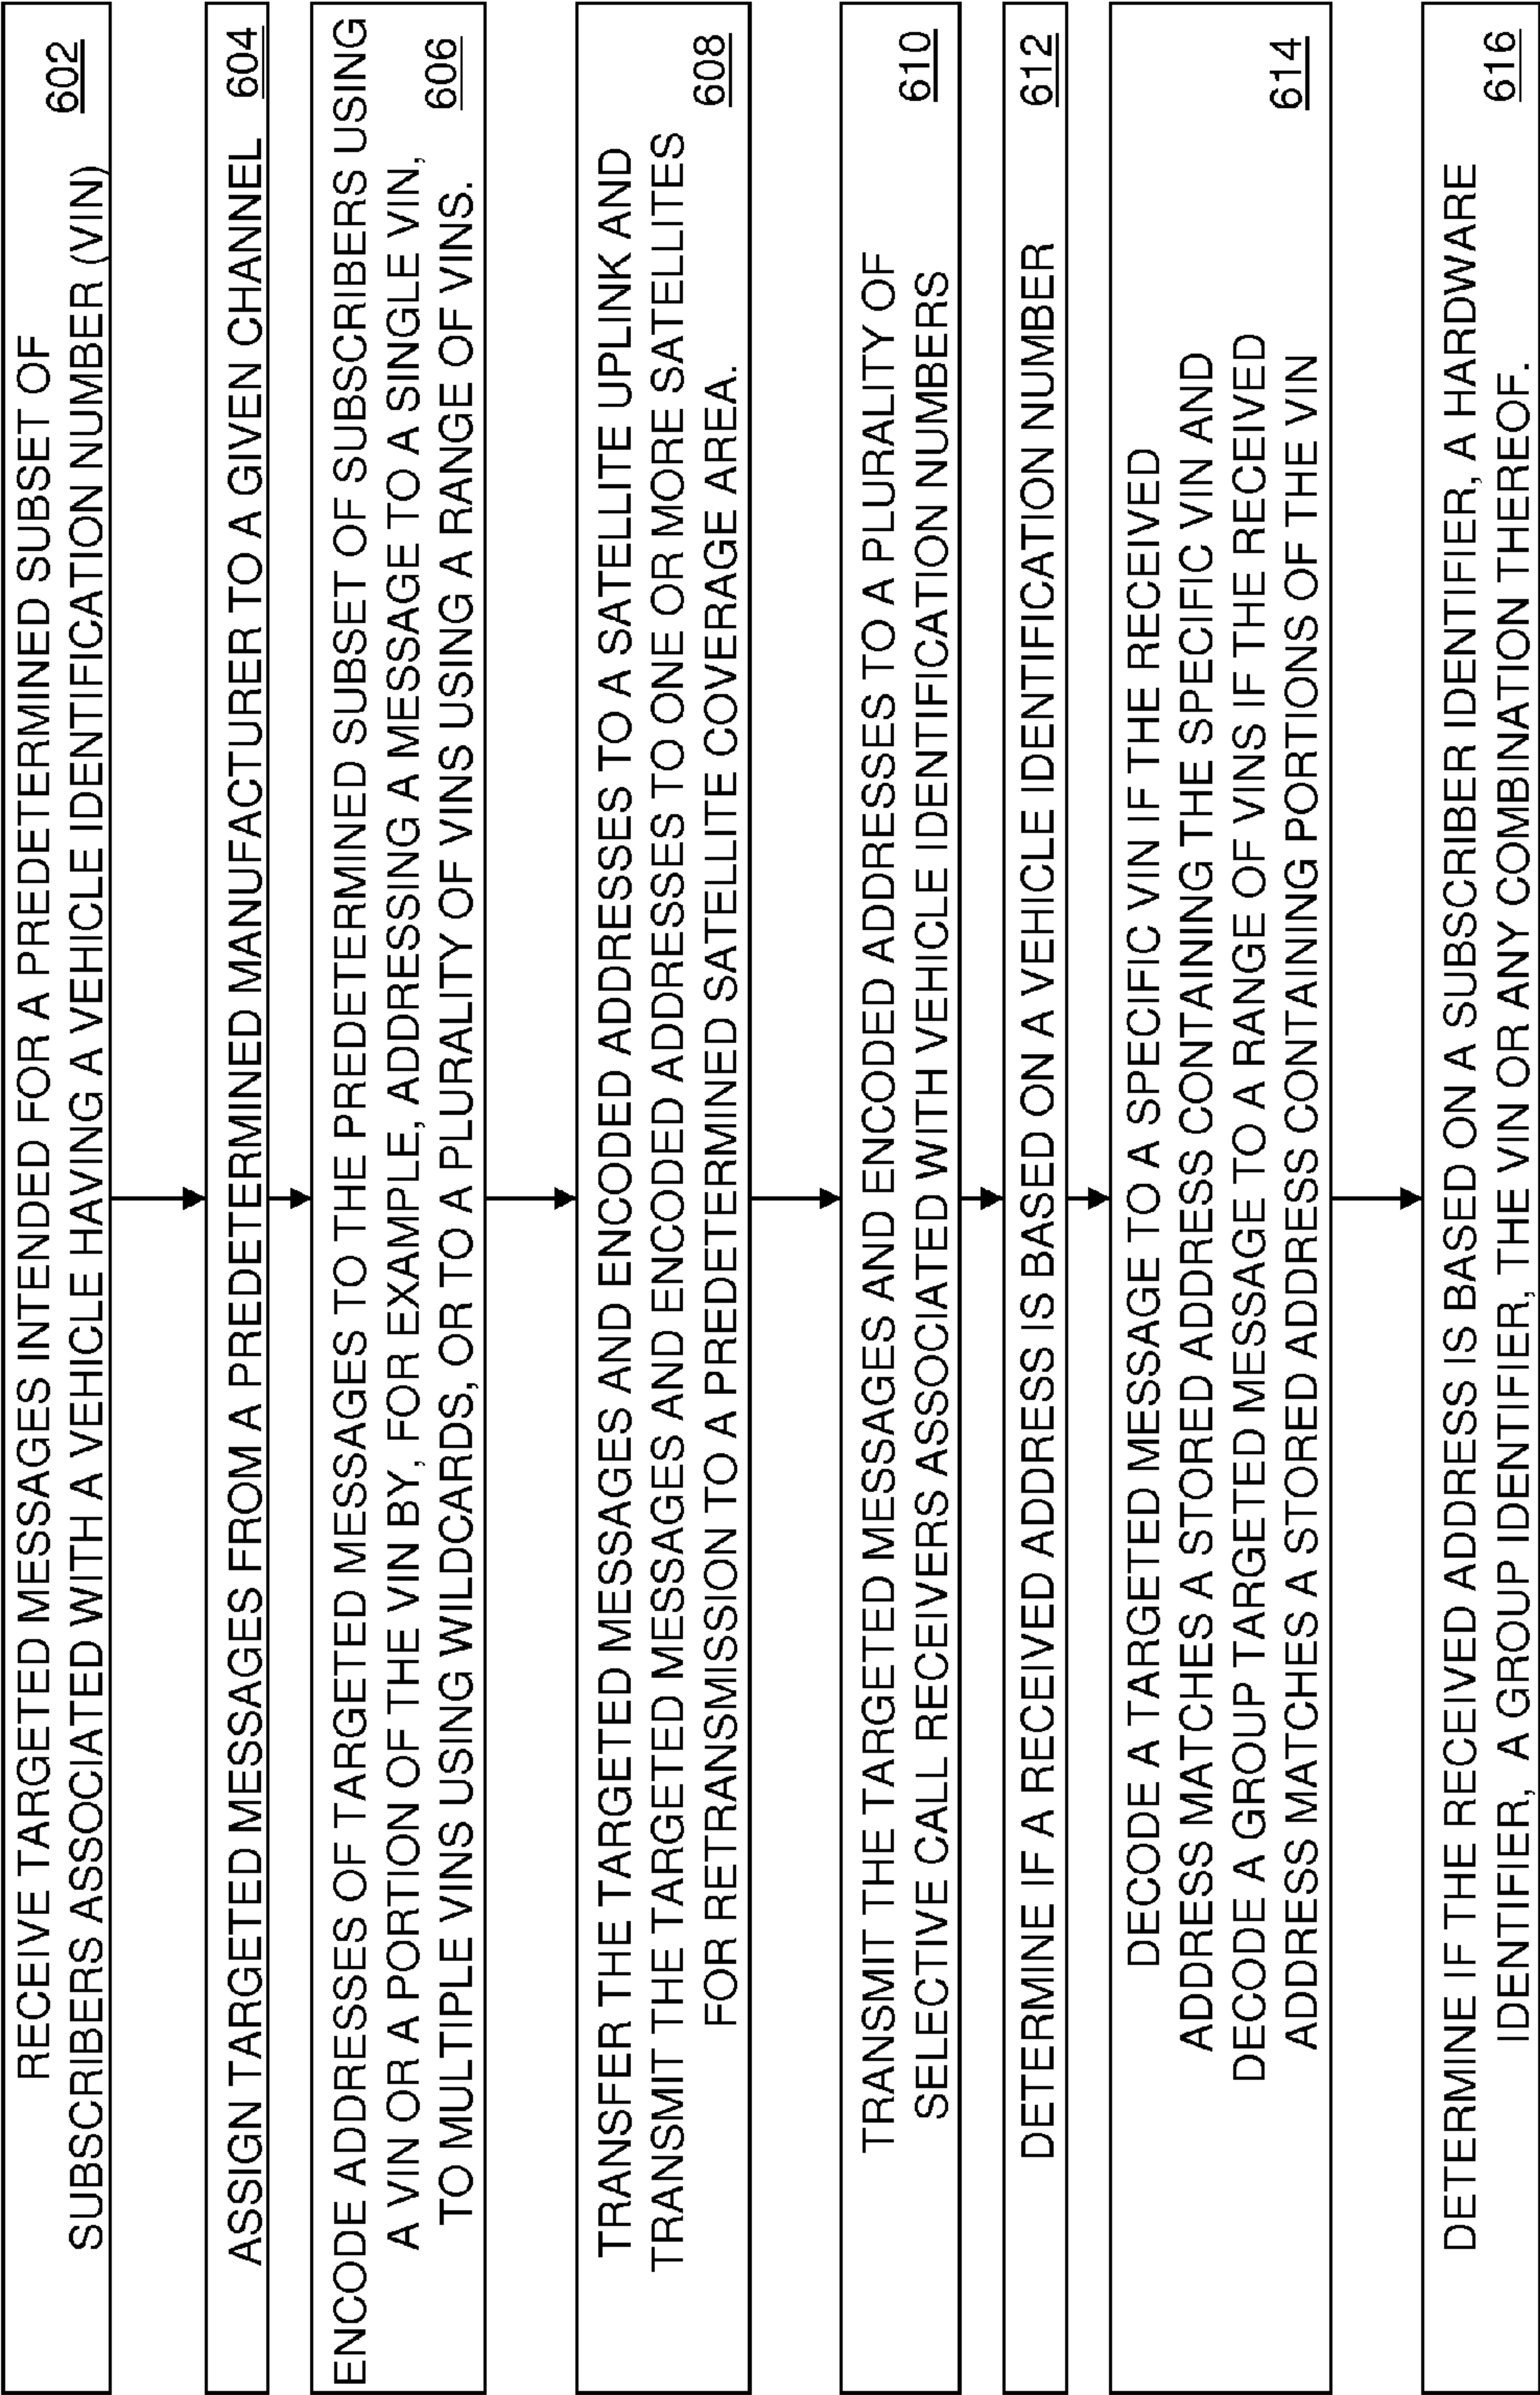 RECEIVE TARGETED MESSAGES INTENDED FOR A PREDETERMINED SUBSET OF
SUBSCRIBERS ASSOCIATED WITH A VEHICLE HAVING A VEHICLE IDENTIFICATION NUMBER (VIN)
602
ASSIGN TARGETED MESSAGES FROM A PREDETERMINED MANUFACTURER TO A GIVEN CHANNEL 604
ENCODE ADDRESSES OF TARGETED MESSAGES TO THE PREDETERMINED SUBSET OF SUBSCRIBERS USING
A VIN OR A PORTION OF THE VIN BY, FOR EXAMPLE, ADDRESSING A MESSAGE TO A SINGLE VIN,
TO MULTIPLE VINS USING WILDCARDS, OR TO A PLURALITY OF VINS USING A RANGE OF VINS.
606
TRANSFER THE TARGETED MESSAGES AND ENCODED ADDRESSES TO A SATELLITE UPLINK AND
TRANSMIT THE TARGETED MESSAGES AND ENCODED ADDRESSES TO ONE OR MORE SATELLITES
FOR RETRANSMISSION TO A PREDETERMINED SATELLITE COVERAGE AREA.
608
TRANSMIT THE TARGETED MESSAGES AND ENCODED ADDRESSES TO A PLURALITY OF
SELECTIVE CALL RECEIVERS ASSOCIATED WITH VEHICLE IDENTIFICATION NUMBERS
610
DETERMINE IF A RECEIVED ADDRESS IS BASED ON A VEHICLE IDENTIFICATION NUMBER 612
DECODE A TARGETED MESSAGE TO A SPECIFIC VIN IF THE RECEIVED
ADDRESS MATCHES A STORED ADDRESS CONTAINING THE SPECIFIC VIN AND
DECODE A GROUP TARGETED MESSAGE TO A RANGE OF VINS IF THE RECEIVED
ADDRESS MATCHES A STORED ADDRESS CONTAINING PORTIONS OF THE VIN
614
DETERMINE IF THE RECEIVED ADDRESS IS BASED ON A SUBSCRIBER IDENTIFIER, A HARDWARE
IDENTIFIER, A GROUP IDENTIFIER, THE VIN OR ANY COMBINATION THEREOF.
616